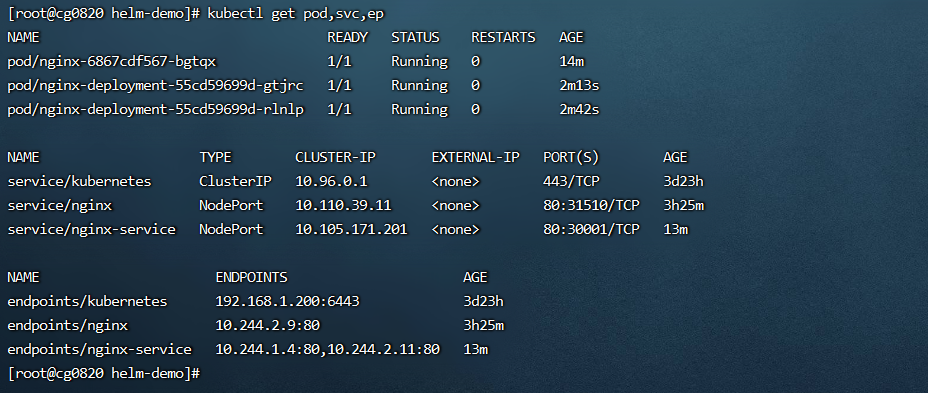 [root@cg0820 helm-demo]# kubectl get pod,svc,ep
NAME                                    READY   STATUS    RESTARTS   AGE
pod/nginx-6867cdf567-bgtqx              1/1     Running   0          14m
pod/nginx-deployment-55cd59699d-gtjrc   1/1     Running   0          2m13s
pod/nginx-deployment-55cd59699d-rlnlp   1/1     Running   0          2m42s

NAME                    TYPE        CLUSTER-IP       EXTERNAL-IP   PORT(S)        AGE
service/kubernetes      ClusterIP   10.96.0.1        <none>        443/TCP        3d23h
service/nginx           NodePort    10.110.39.11     <none>        80:31510/TCP   3h25m
service/nginx-service   NodePort    10.105.171.201   <none>        80:30001/TCP   13m

NAME                      ENDPOINTS                      AGE
endpoints/kubernetes      192.168.1.200:6443             3d23h
endpoints/nginx           10.244.2.9:80                  3h25m
endpoints/nginx-service   10.244.1.4:80,10.244.2.11:80   13m
[root@cg0820 helm-demo]#